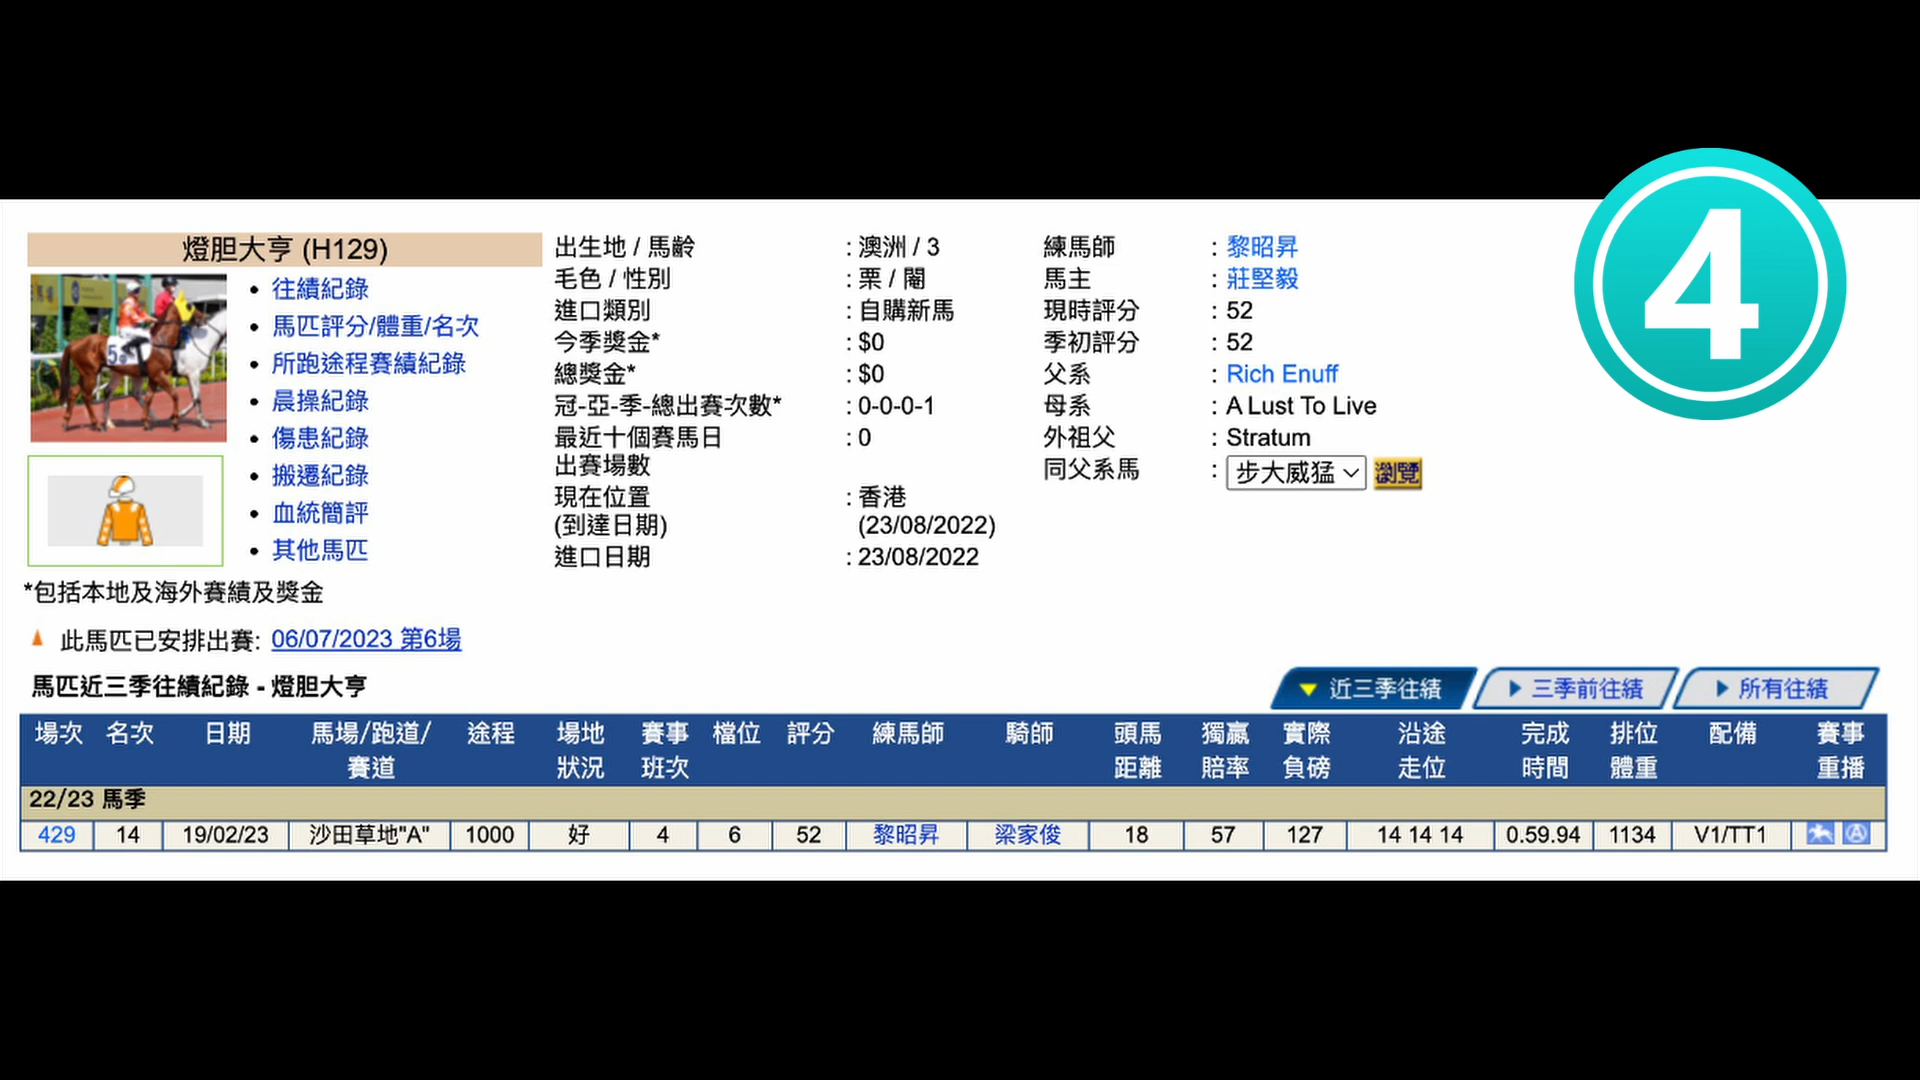 4
燈胆大亨 (H129)
往績紀錄
馬匹評分/體重/名次
所跑途程賽績紀錄
晨操紀錄
傷患紀錄
搬遷紀錄
血統簡評
其他馬匹
*包括本地及海外賽績及獎金
出生地 / 馬齡 : 澳洲 / 3
毛色 / 性別 : 栗 / 閹
進口類別 : 自購新馬
今季獎金* : $0
總獎金* : $0
冠-亞-季-總出賽次數* : 0-0-0-1
最近十個賽馬日 : 0
出賽場數
現在位置 : 香港
(到達日期) (23/08/2022)
進口日期 : 23/08/2022
練馬師 : 黎昭昇
馬主 : 莊堅毅
現時評分 : 52
季初評分 : 52
父系 : Rich Enuff
母系 : A Lust To Live
外祖父 : Stratum
同父系馬 : 步大威猛 瀏覽
此馬匹已安排出賽: 06/07/2023 第6場
馬匹近三季往績紀錄 - 燈胆大亨
近三季往績 三季前往績 所有往績
場次 名次 日期 馬場/跑道/ 途程 場地 賽事 檔位 評分 練馬師 騎師 頭馬 獨贏 實際 沿途 完成 排位 配備 賽事
賽道 狀況 班次 距離 賠率 負磅 走位 時間 體重 重播
22/23 馬季
429 14 19/02/23 沙田草地"A" 1000 好 4 6 52 黎昭昇 梁家俊 18 57 127 14 14 14 0.59.94 1134 V1/TT1